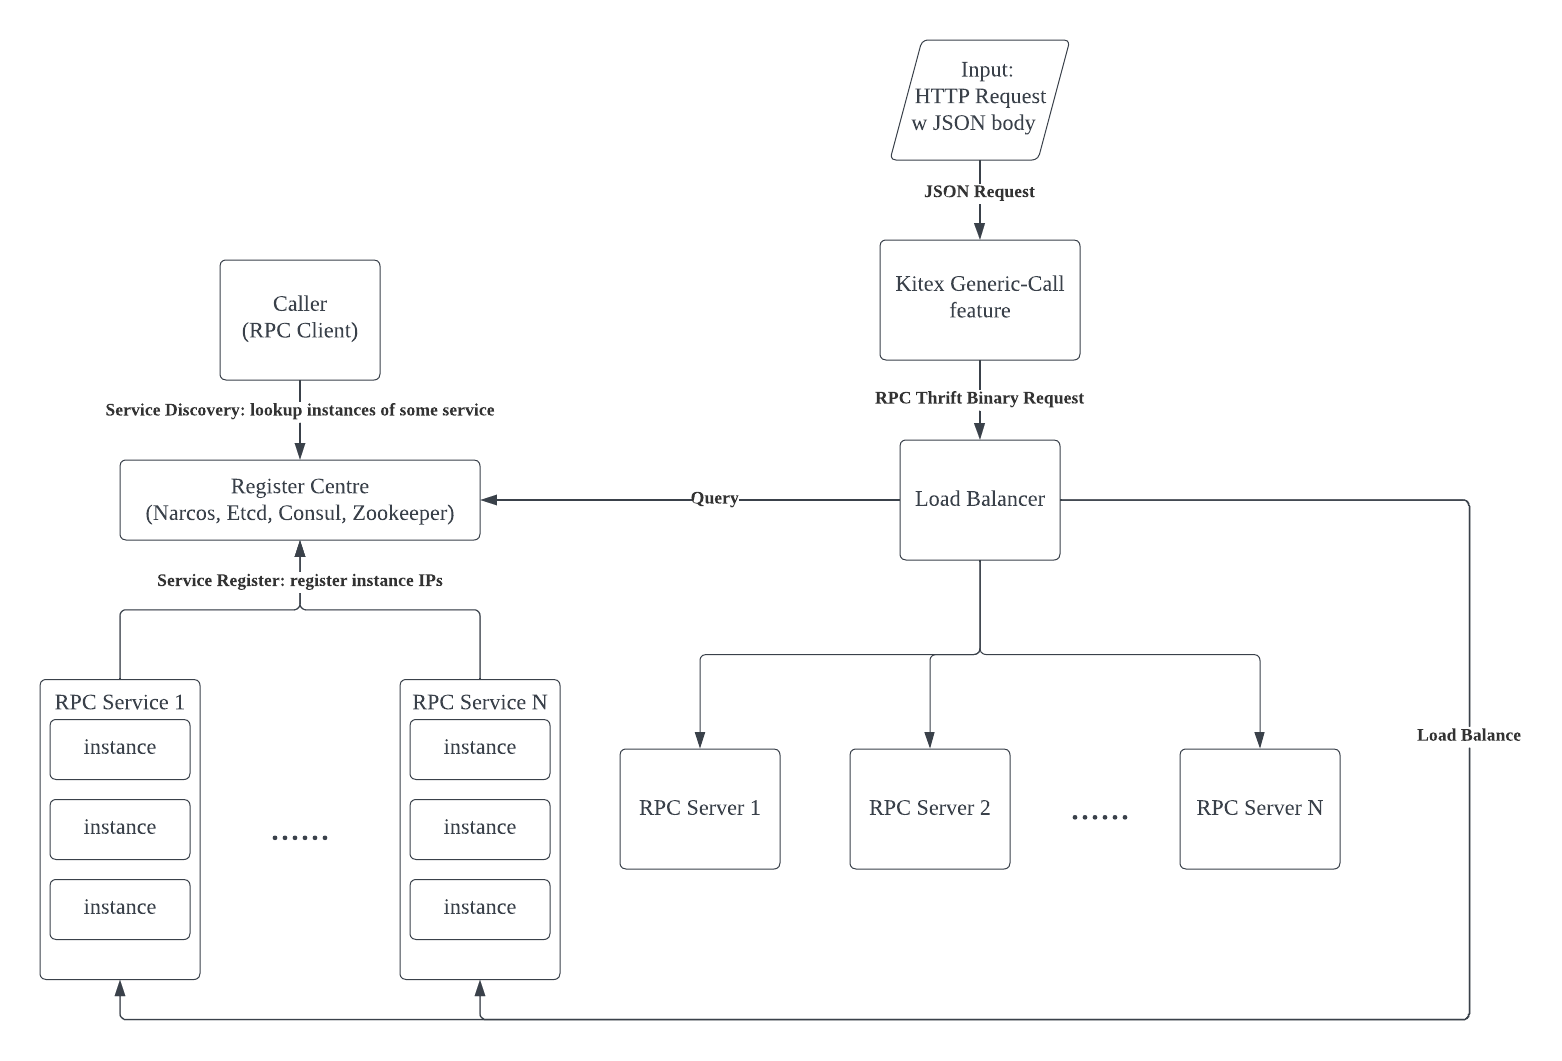 Input:
HTTP Request
w JSON body
JSON Request
Kitex Generic-Call
feature
Caller
(RPC Client)
RPC Thrift Binary Request
Service Discovery: lookup instances of some service
Register Centre
(Narcos, Etcd, Consul, Zookeeper)
Query
Load Balancer
Service Register: register instance IPs
RPC Service 1
instance
instance
instance
......
RPC Service N
instance
instance
instance
RPC Server 1
RPC Server 2
......
RPC Server N
Load Balance